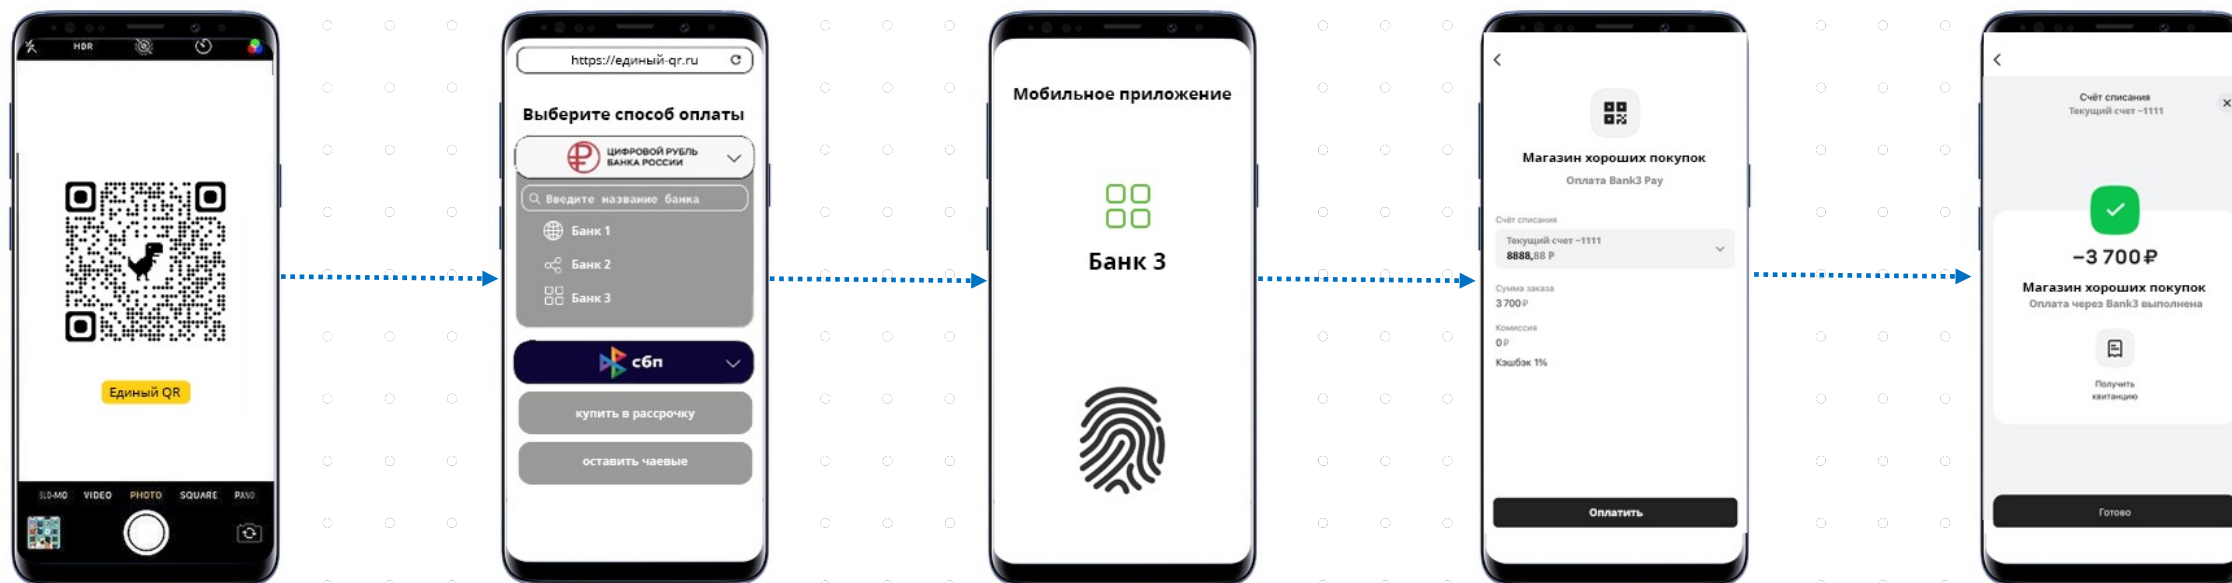 HDR
Единый QR
SLO-MO VIDEO PHOTO SQUARE PANO
https://единый-qr.ru
Выберите способ оплаты
ЦИФРОВОЙ РУБЛЬ
БАНКА РОССИИ
Введите название банка
Банк 1
Банк 2
Банк 3
сбп
купить в рассрочку
оставить чаевые
Мобильное приложение
Банк 3
Магазин хороших покупок
Оплата Bank3 Pay
Счёт списания
Текущий счет ~1111
8888,88 ₽
Сумма заказа
3 700 ₽
Комиссия
0 ₽
Кэшбэк 1%
Оплатить
Счёт списания
Текущий счет ~1111
−3 700 ₽
Магазин хороших покупок
Оплата через Bank3 выполнена
Получить
квитанцию
Готово